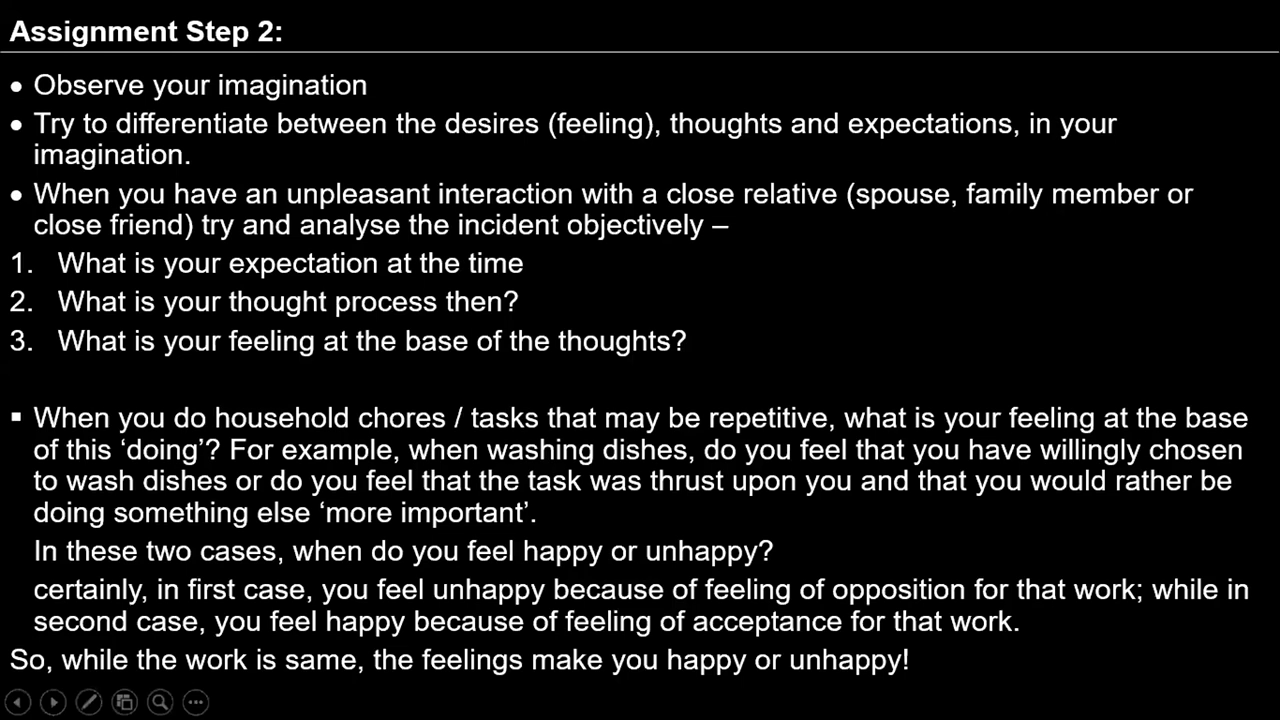 Assignment Step 2:
• Observe your imagination
• Try to differentiate between the desires (feeling), thoughts and expectations, in your
imagination.
• When you have an unpleasant interaction with a close relative (spouse, family member or
close friend) try and analyse the incident objectively –
1. What is your expectation at the time
2. What is your thought process then?
3. What is your feeling at the base of the thoughts?
▪ When you do household chores / tasks that may be repetitive, what is your feeling at the base
of this ‘doing’? For example, when washing dishes, do you feel that you have willingly chosen
to wash dishes or do you feel that the task was thrust upon you and that you would rather be
doing something else ‘more important’.
In these two cases, when do you feel happy or unhappy?
certainly, in first case, you feel unhappy because of feeling of opposition for that work; while in
second case, you feel happy because of feeling of acceptance for that work.
So, while the work is same, the feelings make you happy or unhappy!